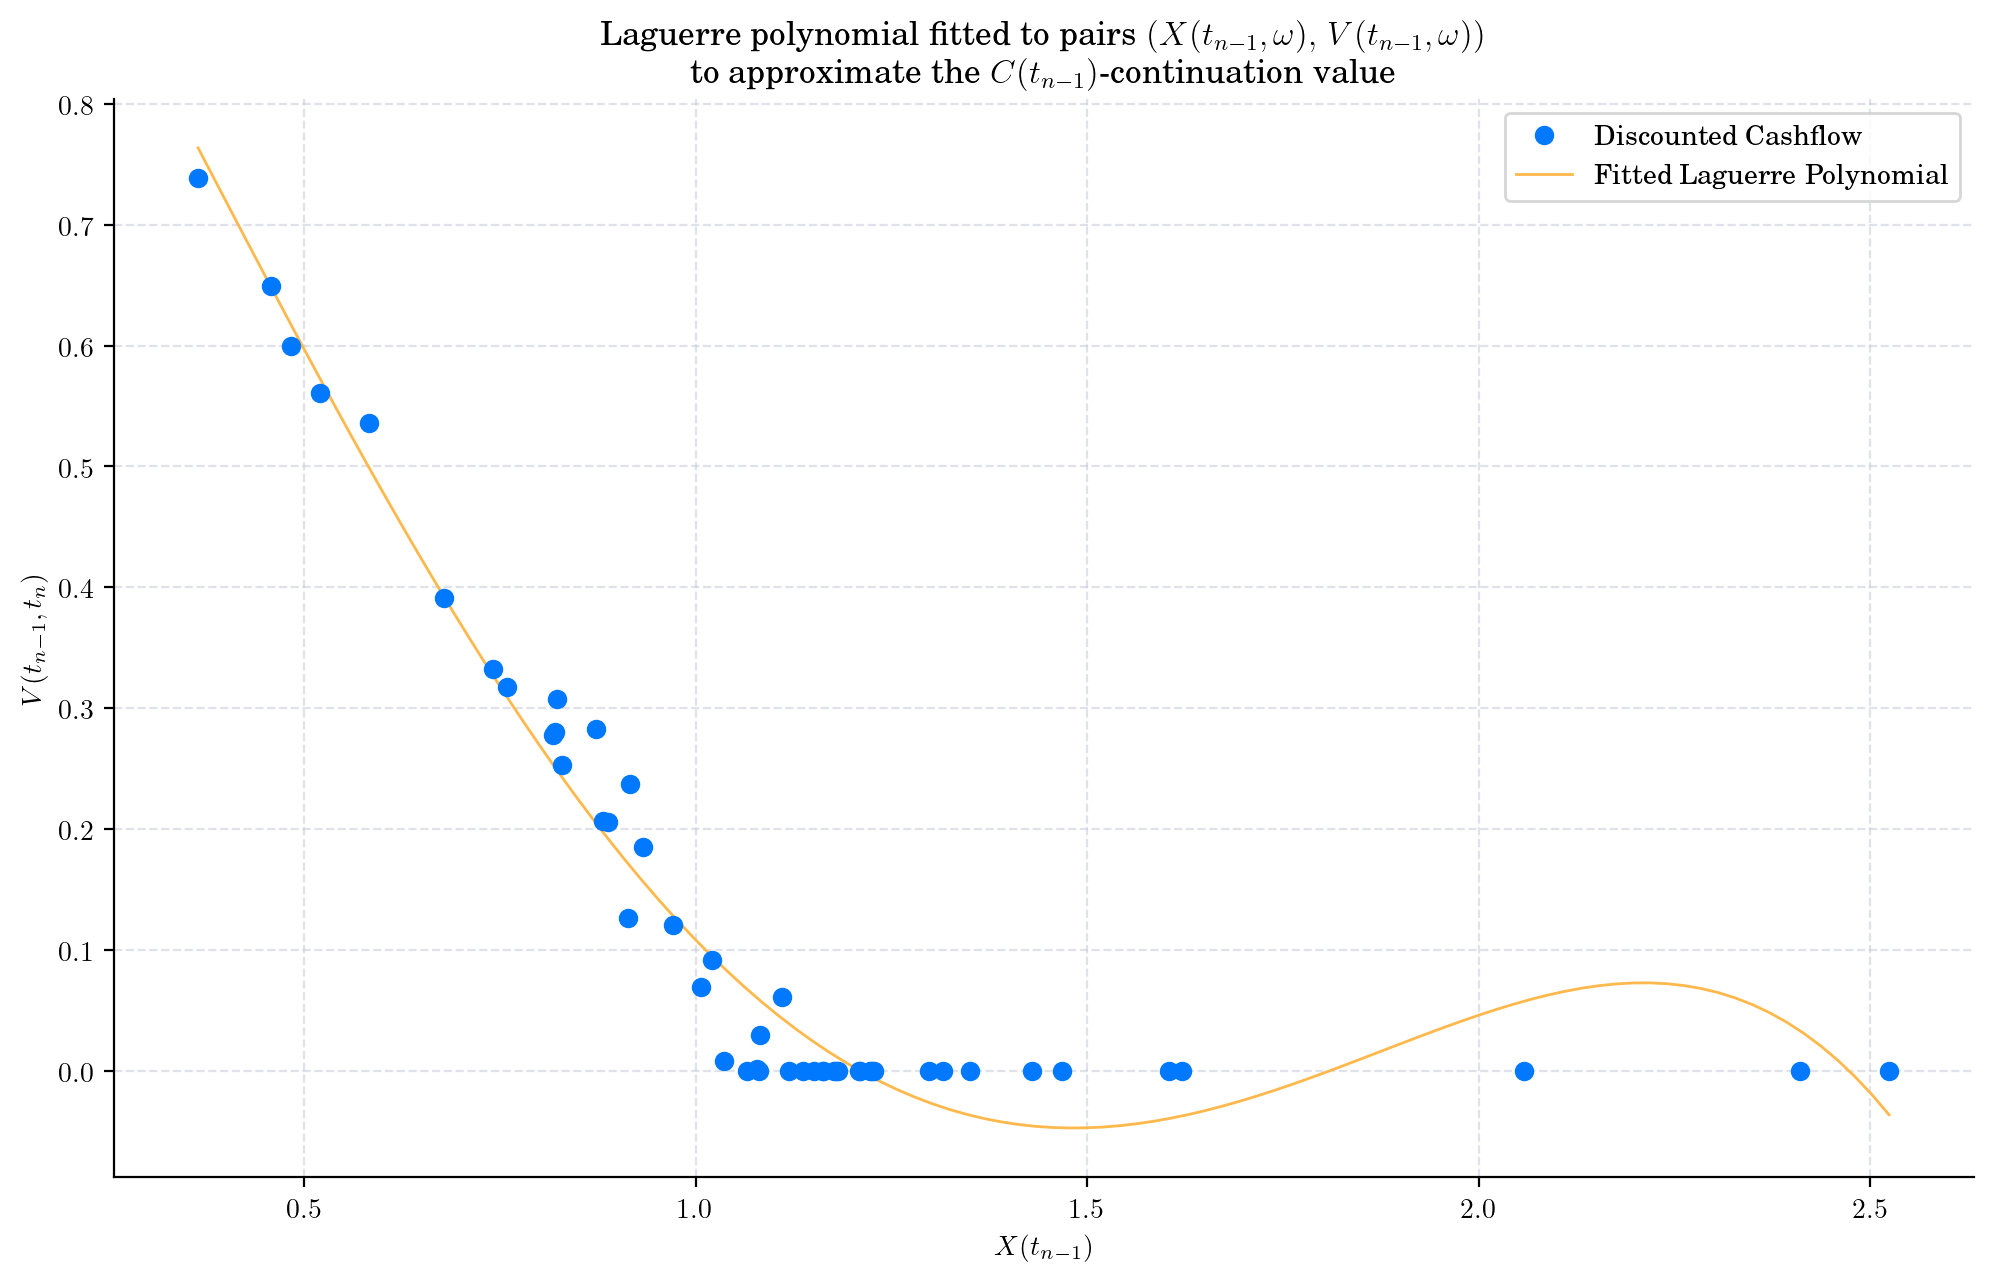 Laguerre polynomial fitted to pairs $(X(t_{n-1}, \omega), V(t_{n-1}, \omega))$
to approximate the $C(t_{n-1})$-continuation value
Discounted Cashflow
Fitted Laguerre Polynomial
$V(t_{n-1}, t_n)$
0.8
0.7
0.6
0.5
0.4
0.3
0.2
0.1
0.0
0.5 1.0 1.5 2.0 2.5
$X(t_{n-1})$